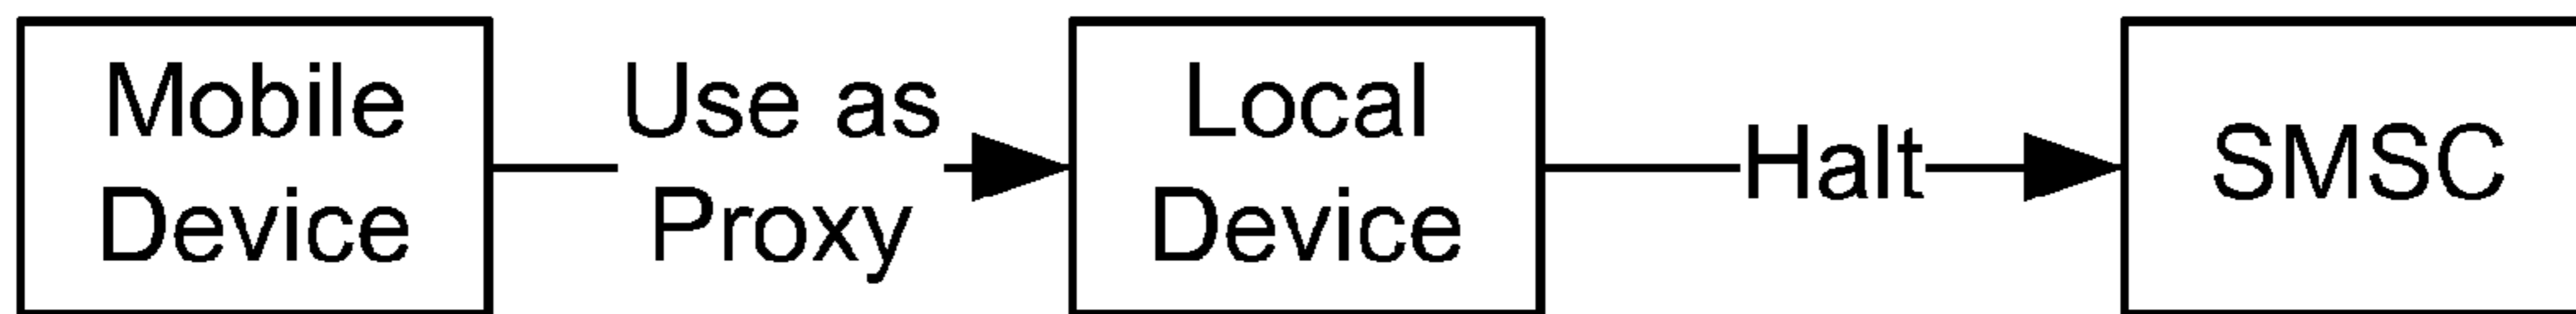 Mobile
Device
Use as
Proxy
Local
Device
Halt
SMSC